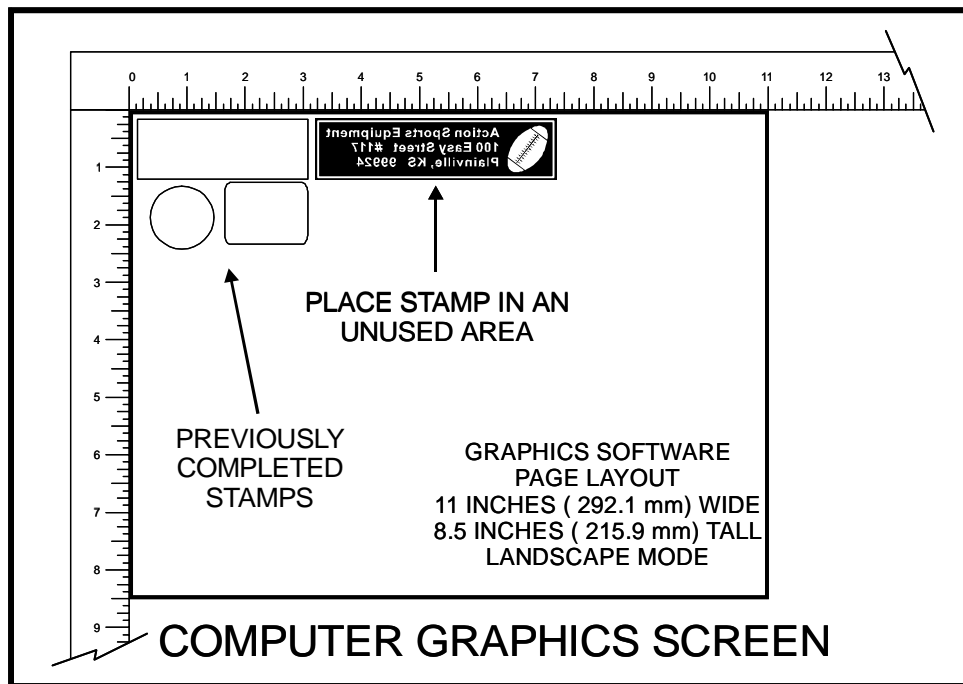 0 1 2 3 4 5 6 7 8 9 10 11 12 13
Action Sports Equipment
100 Easy Street #117
Plainville, KS 99924
1
2
3
4
5
6
7
8
9
PLACE STAMP IN AN
UNUSED AREA
PREVIOUSLY
COMPLETED
STAMPS
GRAPHICS SOFTWARE
PAGE LAYOUT
11 INCHES ( 292.1 mm) WIDE
8.5 INCHES ( 215.9 mm) TALL
LANDSCAPE MODE
COMPUTER GRAPHICS SCREEN